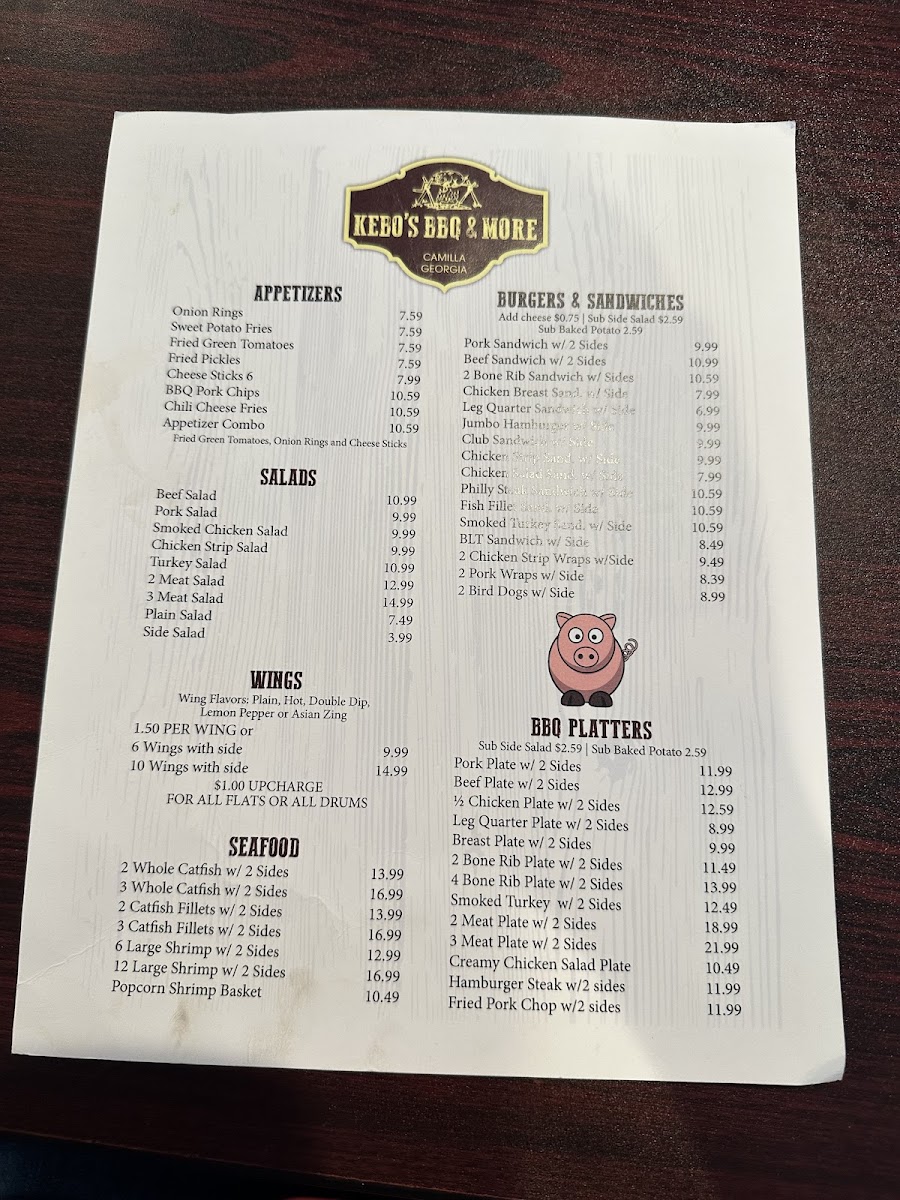 KEBO'S BBQ & MORE
CAMILLA
GEORGIA
APPETIZERS
Onion Rings 7.59
Sweet Potato Fries 7.59
Fried Green Tomatoes 7.59
Fried Pickles 7.59
Cheese Sticks 6 7.99
BBQ Pork Chips 10.59
Chili Cheese Fries 10.59
Appetizer Combo 10.59
Fried Green Tomatoes, Onion Rings and Cheese Sticks
SALADS
Beef Salad 10.99
Pork Salad 9.99
Smoked Chicken Salad 9.99
Chicken Strip Salad 9.99
Turkey Salad 10.99
2 Meat Salad 12.99
3 Meat Salad 14.99
Plain Salad 7.49
Side Salad 3.99
WINGS
Wing Flavors: Plain, Hot, Double Dip,
Lemon Pepper or Asian Zing
1.50 PER WING or
6 Wings with side 9.99
10 Wings with side 14.99
$1.00 UPCHARGE
FOR ALL FLATS OR ALL DRUMS
SEAFOOD
2 Whole Catfish w/ 2 Sides 13.99
3 Whole Catfish w/ 2 Sides 16.99
2 Catfish Fillets w/ 2 Sides 13.99
3 Catfish Fillets w/ 2 Sides 16.99
6 Large Shrimp w/ 2 Sides 12.99
12 Large Shrimp w/ 2 Sides 16.99
Popcorn Shrimp Basket 10.49
BURGERS & SANDWICHES
Add cheese $0.75 | Sub Side Salad $2.59
Sub Baked Potato 2.59
Pork Sandwich w/ 2 Sides 9.99
Beef Sandwich w/ 2 Sides 10.99
2 Bone Rib Sandwich w/ Sides 10.59
Chicken Breast Sand. w/ Side 7.99
Leg Quarter Sandwich w/ side 6.99
Jumbo Hamburger w/ Side 9.99
Club Sandwich w/ Side 9.99
Chicken Strip Sand. w/ Side 9.99
Chicken Salad Sand. w/ Side 7.99
Philly Steak Sandwich w/ Side 10.59
Fish Fillet Sand. w/ Side 10.59
Smoked Turkey Sand. w/ Side 10.59
BLT Sandwich w/ Side 8.49
2 Chicken Strip Wraps w/Side 9.49
2 Pork Wraps w/ Side 8.39
2 Bird Dogs w/ Side 8.99
BBQ PLATTERS
Sub Side Salad $2.59 | Sub Baked Potato 2.59
Pork Plate w/ 2 Sides 11.99
Beef Plate w/ 2 Sides 12.99
½ Chicken Plate w/ 2 Sides 12.59
Leg Quarter Plate w/ 2 Sides 8.99
Breast Plate w/ 2 Sides 9.99
2 Bone Rib Plate w/ 2 Sides 11.49
4 Bone Rib Plate w/ 2 Sides 13.99
Smoked Turkey w/ 2 Sides 12.49
2 Meat Plate w/ 2 Sides 18.99
3 Meat Plate w/ 2 Sides 21.99
Creamy Chicken Salad Plate 10.49
Hamburger Steak w/2 sides 11.99
Fried Pork Chop w/2 sides 11.99